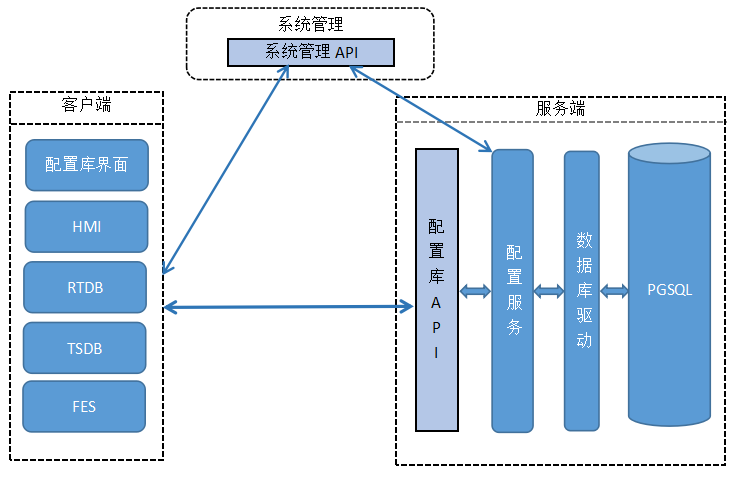 系统管理
系统管理 API
客户端
配置库界面
HMI
RTDB
TSDB
FES
服务端
配置库API
配置服务
数据库驱动
PGSQL